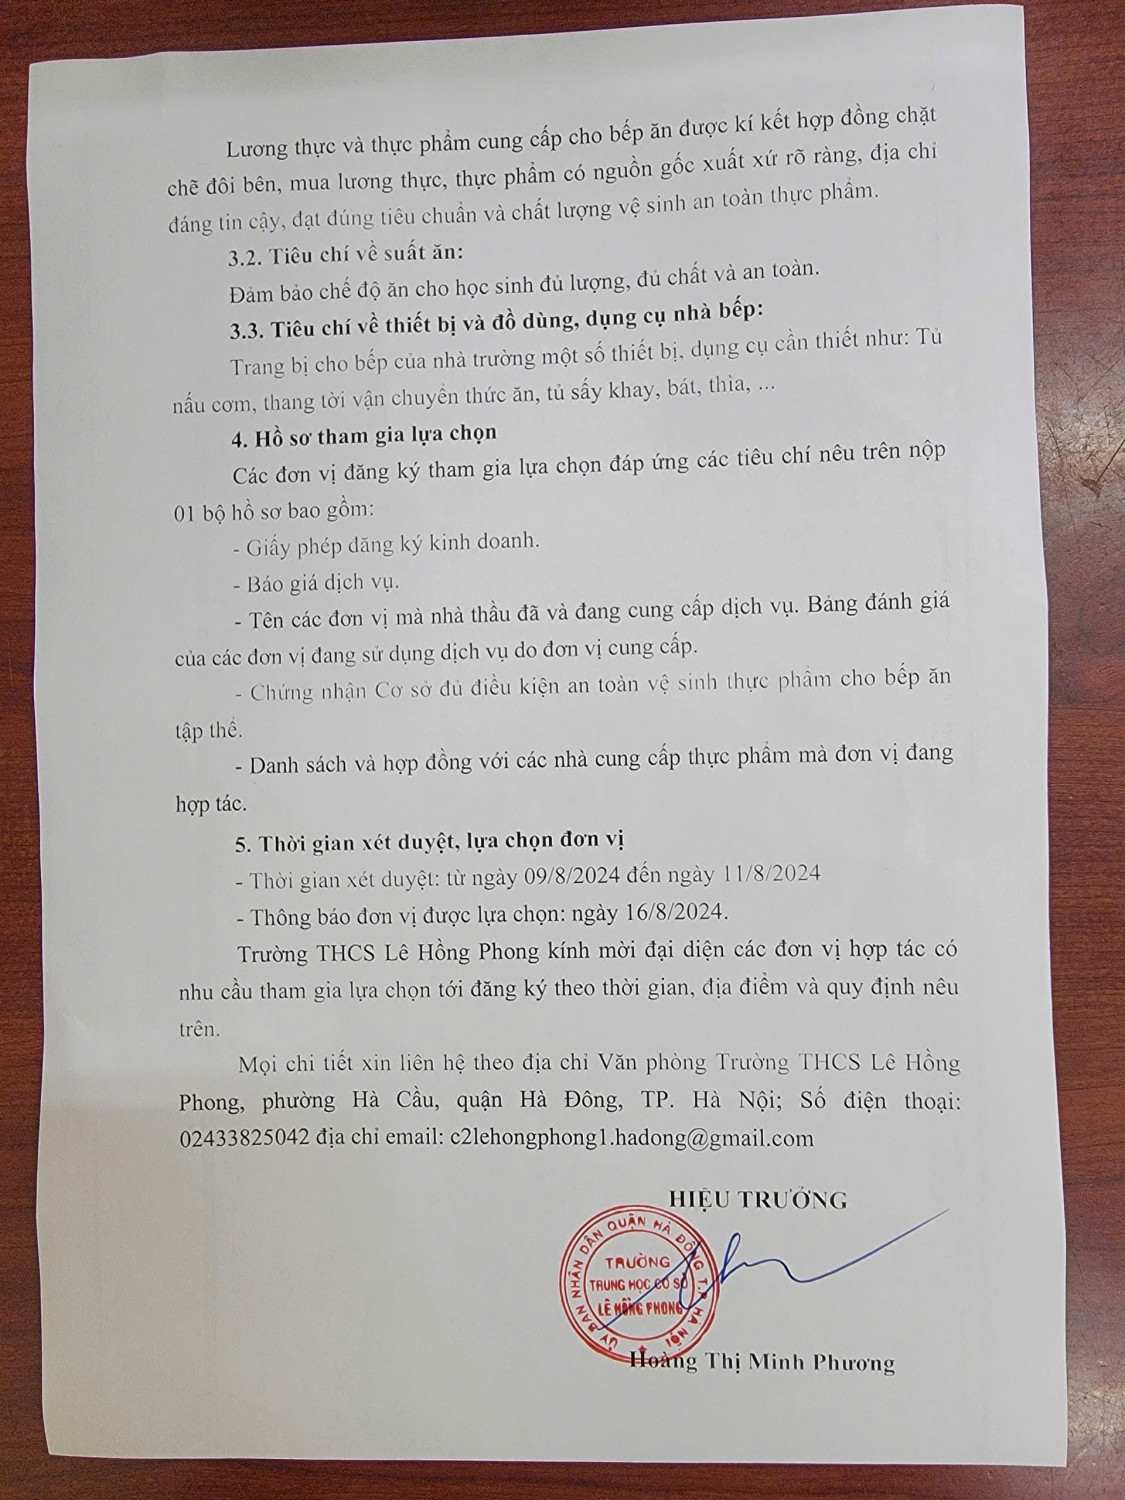 Lương thực và thực phẩm cung cấp cho bếp ăn được kí kết hợp đồng chặt
chẽ đôi bên, mua lương thực, thực phẩm có nguồn gốc xuất xứ rõ ràng, địa chỉ
đáng tin cậy, đạt đúng tiêu chuẩn và chất lượng vệ sinh an toàn thực phẩm.
3.2. Tiêu chí về suất ăn:
Đảm bảo chế độ ăn cho học sinh đủ lượng, đủ chất và an toàn.
3.3. Tiêu chí về thiết bị và đồ dùng, dụng cụ nhà bếp:
Trang bị cho bếp của nhà trường một số thiết bị, dụng cụ cần thiết như: Tủ
nấu cơm, thang tời vận chuyển thức ăn, tủ sấy khay, bát, thìa, ...
4. Hồ sơ tham gia lựa chọn
Các đơn vị đăng ký tham gia lựa chọn đáp ứng các tiêu chí nêu trên nộp
01 bộ hồ sơ bao gồm:
- Giấy phép đăng ký kinh doanh.
- Báo giá dịch vụ.
- Tên các đơn vị mà nhà thầu đã và đang cung cấp dịch vụ. Bảng đánh giá
của các đơn vị đang sử dụng dịch vụ do đơn vị cung cấp.
- Chứng nhận Cơ sở đủ điều kiện an toàn vệ sinh thực phẩm cho bếp ăn
tập thể.
- Danh sách và hợp đồng với các nhà cung cấp thực phẩm mà đơn vị đang
hợp tác.
5. Thời gian xét duyệt, lựa chọn đơn vị
- Thời gian xét duyệt: từ ngày 09/8/2024 đến ngày 11/8/2024
- Thông báo đơn vị được lựa chọn: ngày 16/8/2024.
Trường THCS Lê Hồng Phong kính mời đại diện các đơn vị hợp tác có
nhu cầu tham gia lựa chọn tới đăng ký theo thời gian, địa điểm và quy định nêu
trên.
Mọi chi tiết xin liên hệ theo địa chỉ Văn phòng Trường THCS Lê Hồng
Phong, phường Hà Cầu, quận Hà Đông, TP. Hà Nội; Số điện thoại:
02433825042 địa chỉ email: c2lehongphong1.hadong@gmail.com
HIỆU TRƯỞNG
ỦY BAN NHÂN DÂN QUẬN HÀ ĐÔNG T.P HÀ NỘI
TRƯỜNG
TRUNG HỌC CƠ SỞ
LÊ HỒNG PHONG
Hoàng Thị Minh Phương